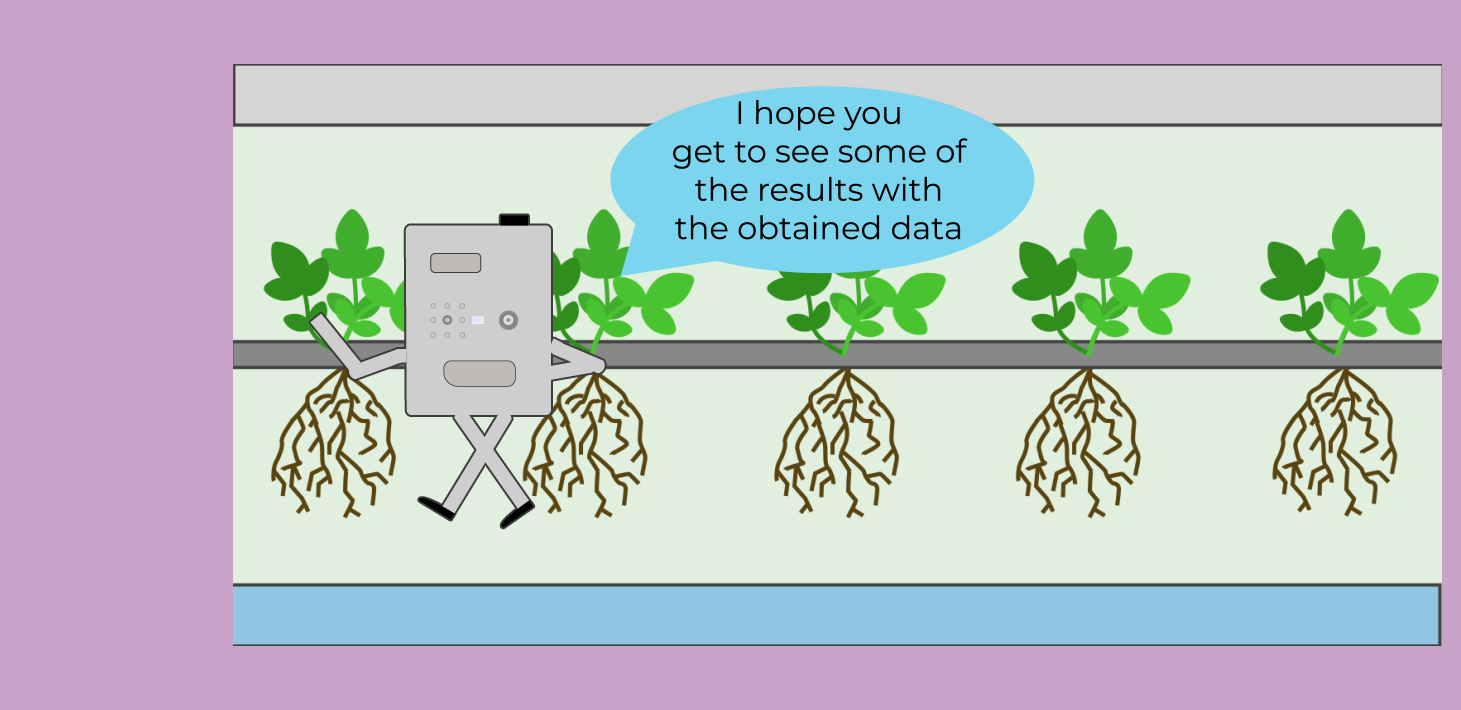 I hope you
get to see some of
the results with
the obtained data